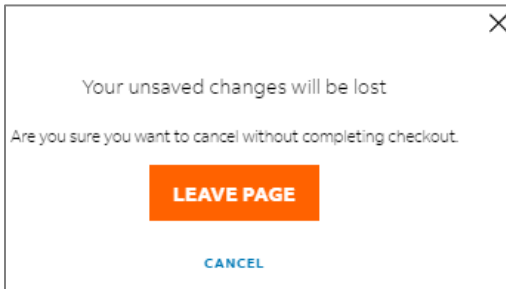 Your unsaved changes will be lost
Are you sure you want to cancel without completing checkout.
LEAVE PAGE
CANCEL